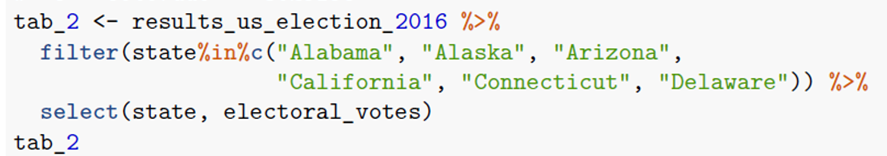 tab_2 <- results_us_election_2016 %>%
filter(state%in%c("Alabama", "Alaska", "Arizona",
"California", "Connecticut", "Delaware")) %>%
select(state, electoral_votes)
tab_2